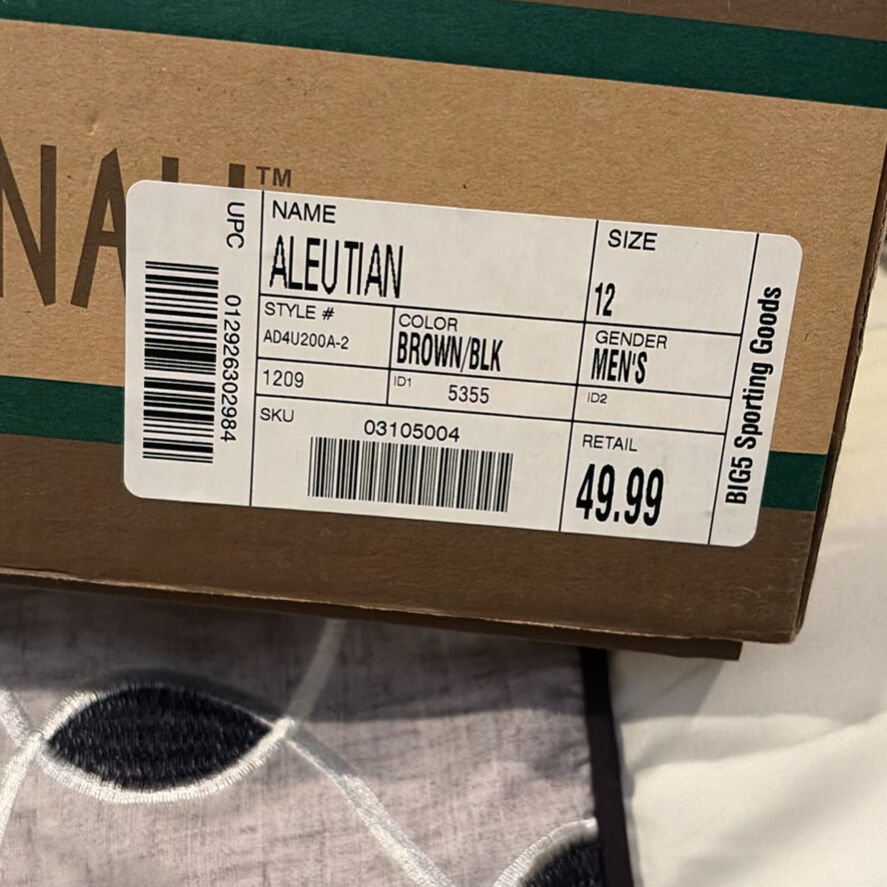 ™
UPC
012926302984
NAME
ALEUTIAN
SIZE
12
STYLE #
AD4U200A-2
COLOR
BROWN/BLK
GENDER
MEN'S
1209
ID1
5355
ID2
SKU
03105004
RETAIL
49.99
BIG5 Sporting Goods